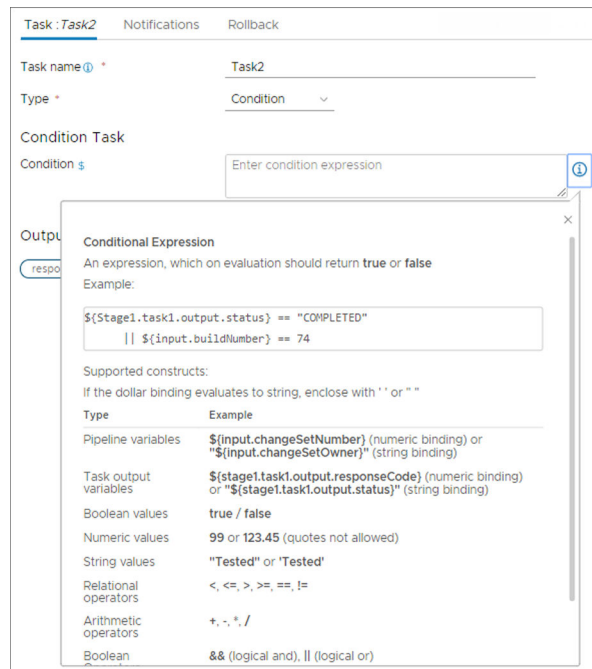 Task :Task2 Notifications Rollback
Task name * Task2
Type * Condition
Condition Task
Condition $ Enter condition expression
Conditional Expression
An expression, which on evaluation should return true or false
Example:
${Stage1.task1.output.status} == "COMPLETED"
|| ${input.buildNumber} == 74
Supported constructs:
If the dollar binding evaluates to string, enclose with ' ' or " "
Type Example
Pipeline variables ${input.changeSetNumber} (numeric binding) or
"${input.changeSetOwner}" (string binding)
Task output ${stage1.task1.output.responseCode} (numeric binding)
variables or "${stage1.task1.output.status}" (string binding)
Boolean values true / false
Numeric values 99 or 123.45 (quotes not allowed)
String values "Tested" or 'Tested'
Relational <, <=, >, >=, ==, !=
operators
Arithmetic +, -, *, /
operators
Boolean && (logical and), || (logical or)